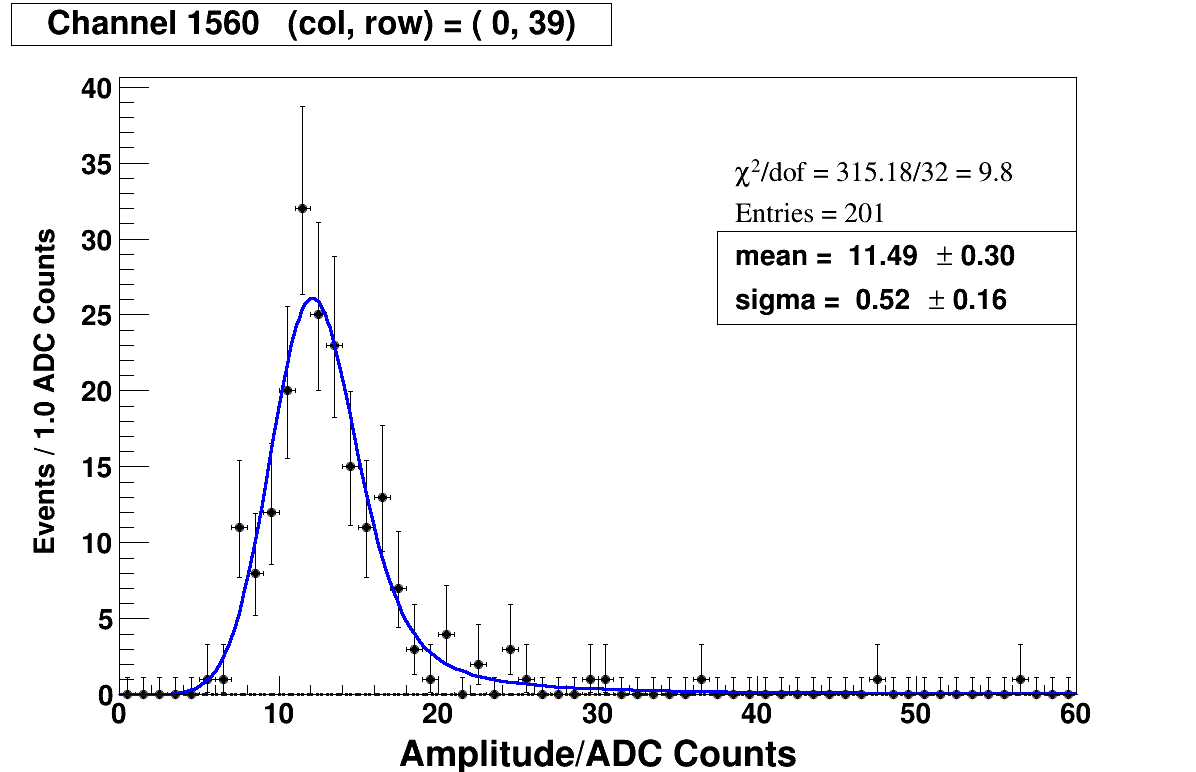 Channel 1560 (col, row) = ( 0, 39)
40
35
30
25
20
15
10
5
0
Events / 1.0 ADC Counts
χ²/dof = 315.18/32 = 9.8
Entries = 201
mean = 11.49 ± 0.30
sigma = 0.52 ± 0.16
0 10 20 30 40 50 60
Amplitude/ADC Counts